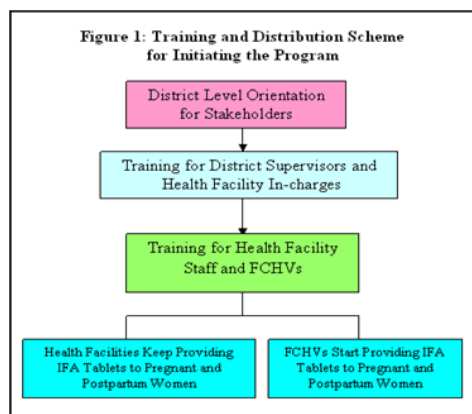 Figure 1: Training and Distribution Scheme
for Initiating the Program
District Level Orientation
for Stakeholders
Training for District Supervisors and
Health Facility In-charges
Training for Health Facility
Staff and FCHVs
Health Facilities Keep Providing
IFA Tablets to Pregnant and
Postpartum Women
FCHVs Start Providing IFA
Tablets to Pregnant and
Postpartum Women